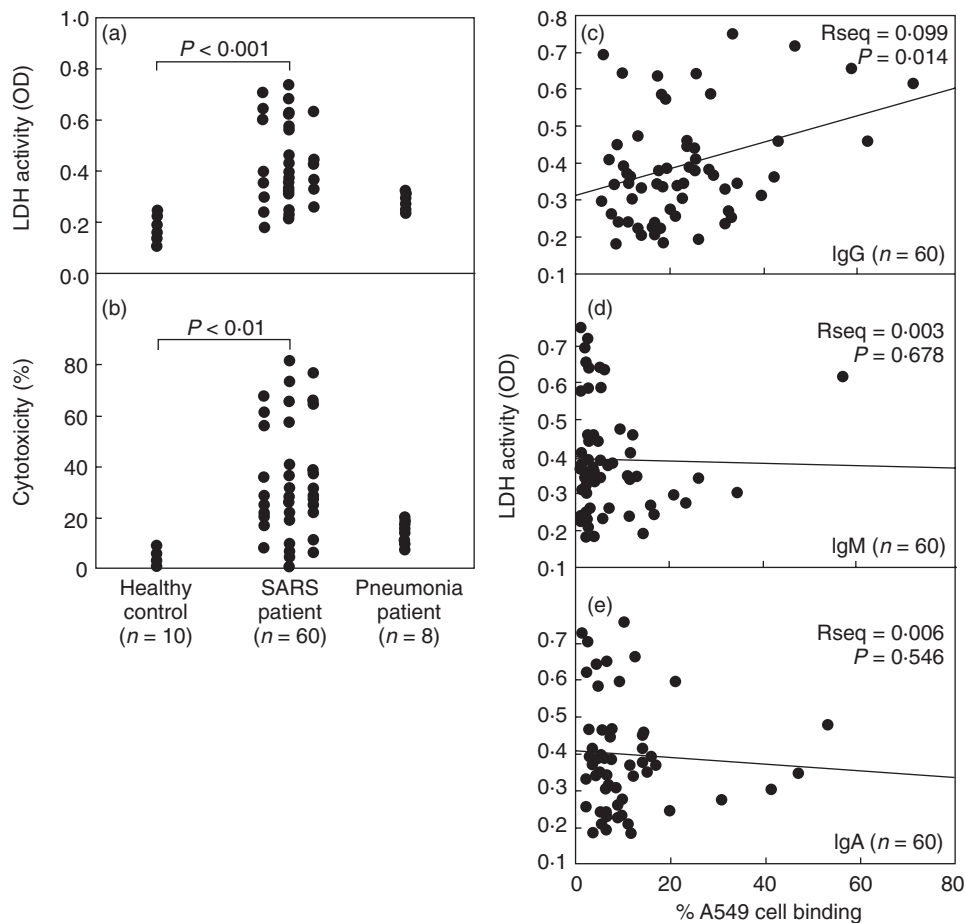 (a)
P < 0·001
LDH activity (OD)
1·0
0·8
0·6
0·4
0·2
0·0
(b)
P < 0·01
Cytotoxicity (%)
80
60
40
20
0
Healthy control (n = 10)
SARS patient (n = 60)
Pneumonia patient (n = 8)
(c)
Rseq = 0·099
P = 0·014
0·8
0·7
0·6
0·5
0·4
0·3
0·2
0·1
IgG (n = 60)
(d)
Rseq = 0·003
P = 0·678
LDH activity (OD)
0·7
0·6
0·5
0·4
0·3
0·2
0·1
IgM (n = 60)
(e)
Rseq = 0·006
P = 0·546
0·7
0·6
0·5
0·4
0·3
0·2
0·1
IgA (n = 60)
0 20 40 60 80
% A549 cell binding